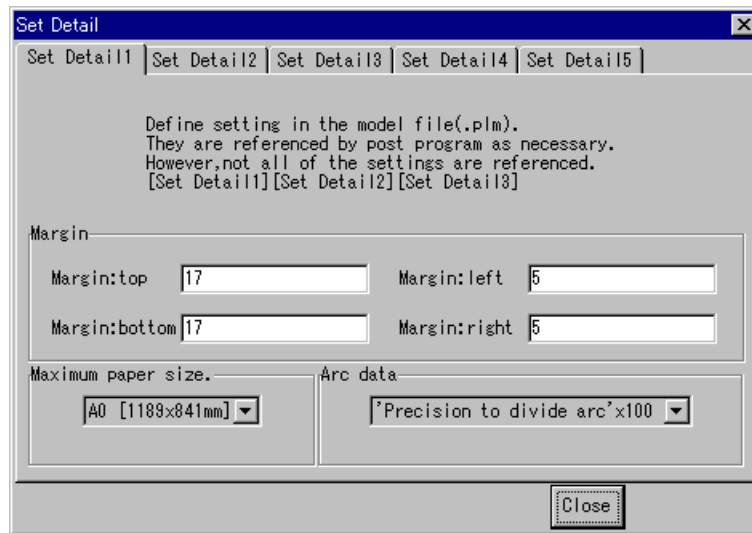 Set Detail
Set Detail1 Set Detail2 Set Detail3 Set Detail4 Set Detail5
Define setting in the model file(.plm).
They are referenced by post program as necessary.
However,not all of the settings are referenced.
[Set Detail1][Set Detail2][Set Detail3]
Margin
Margin:top 17 Margin:left 5
Margin:bottom 17 Margin:right 5
Maximum paper size. Arc data
A0 [1189x841mm] 'Precision to divide arc'x100
Close